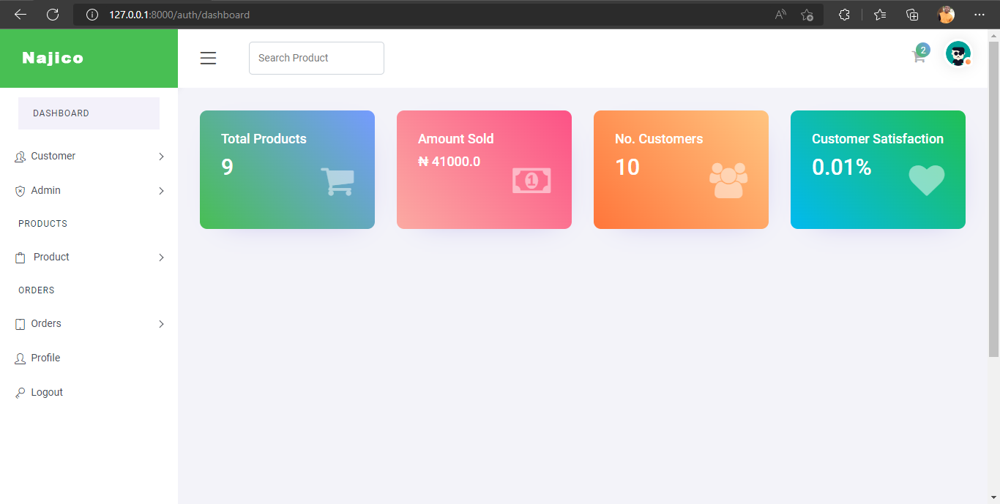 127.0.0.1:8000/auth/dashboard
Najico
Search Product
2
DASHBOARD
Customer
Admin
PRODUCTS
Product
ORDERS
Orders
Profile
Logout
Total Products
9
Amount Sold
₦ 41000.0
1
No. Customers
10
Customer Satisfaction
0.01%